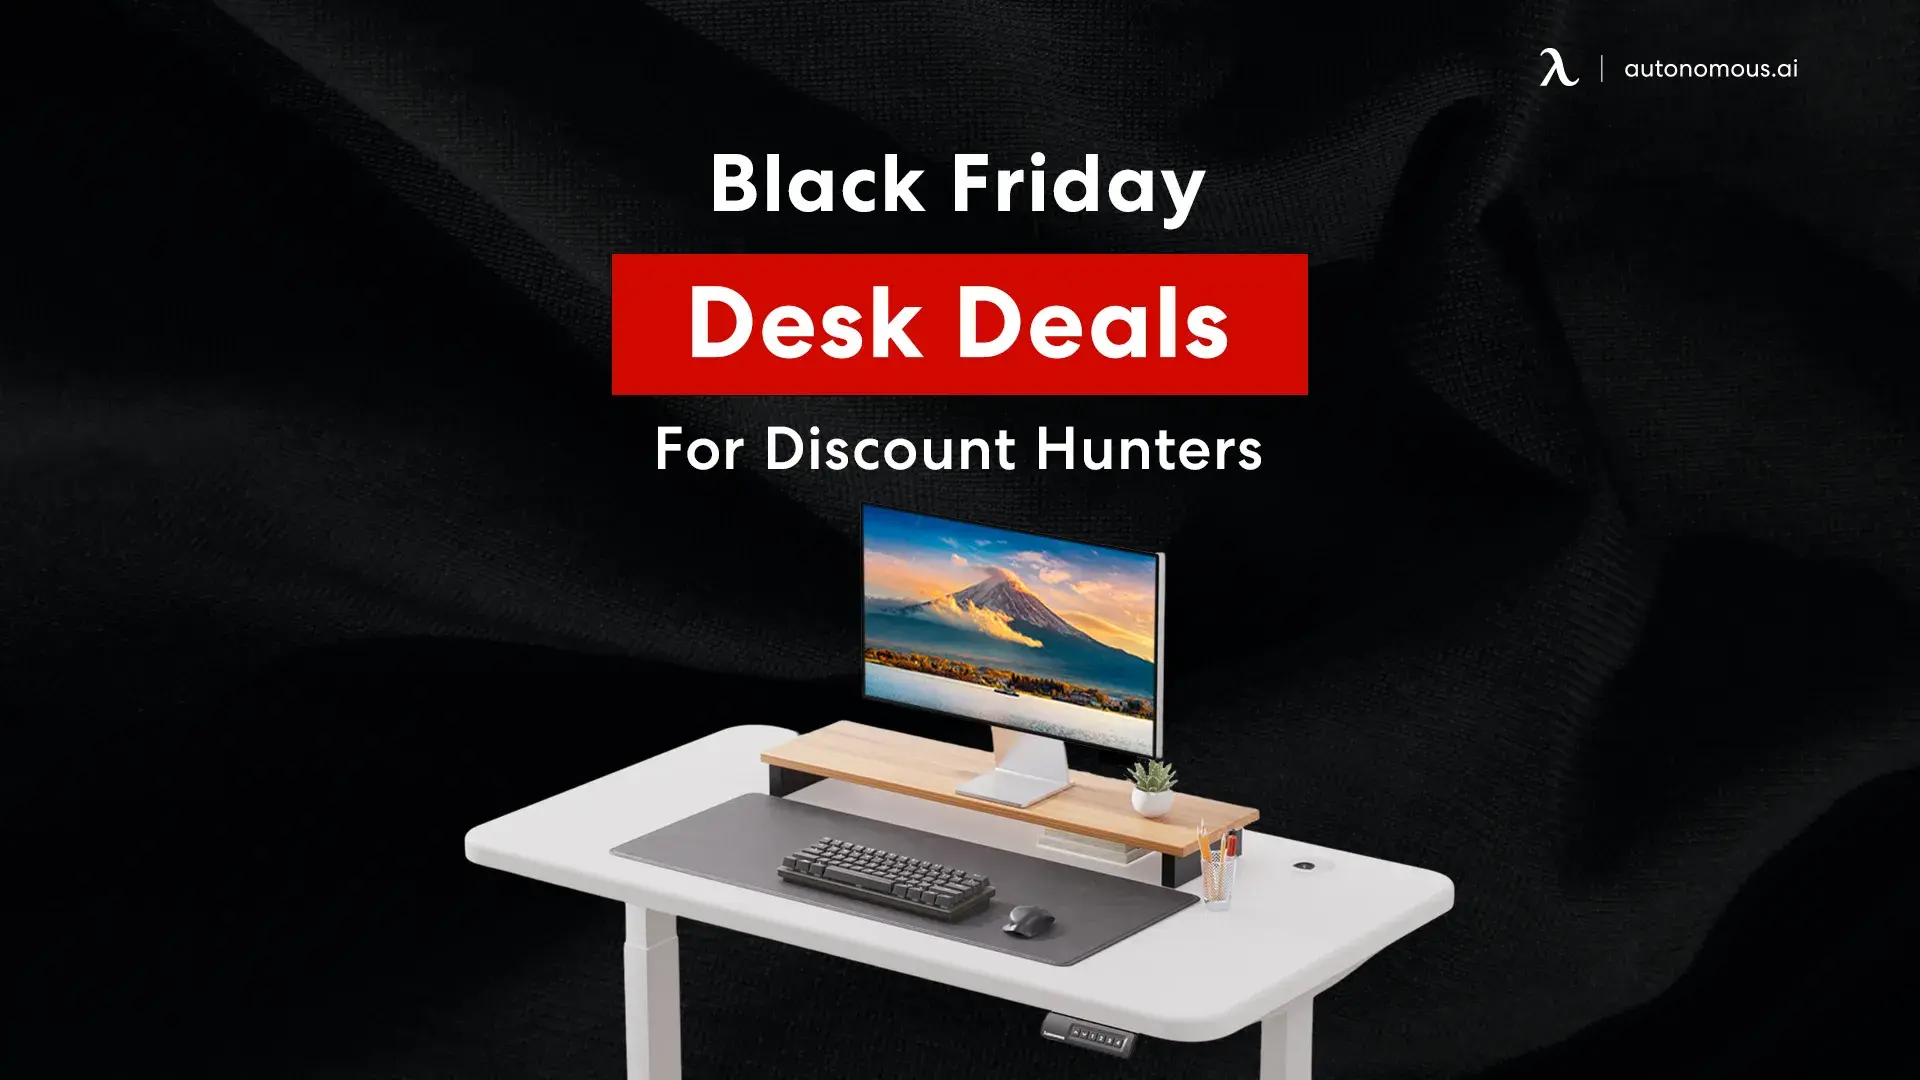 λ | autonomous.ai
Black Friday
Desk Deals
For Discount Hunters